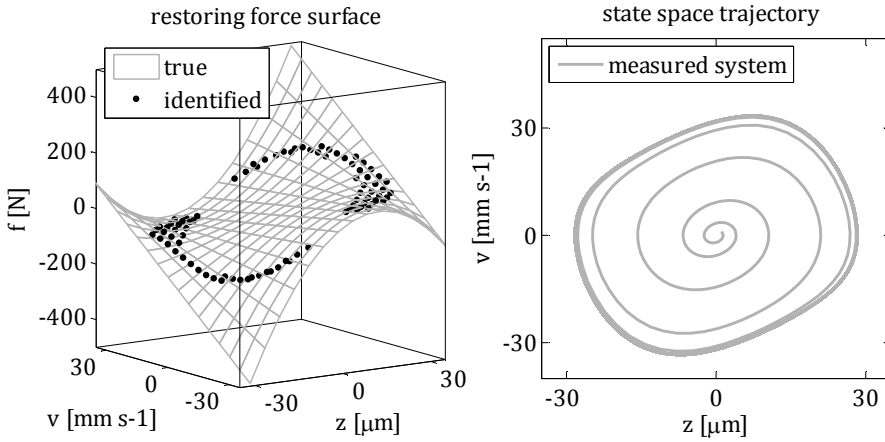 restoring force surface
true
identified
f [N]
400
200
0
-200
-400
30
0
-30
v [mm s-1]
-30
0
30
z [μm]
state space trajectory
measured system
v [mm s-1]
30
0
-30
-30
0
30
z [μm]